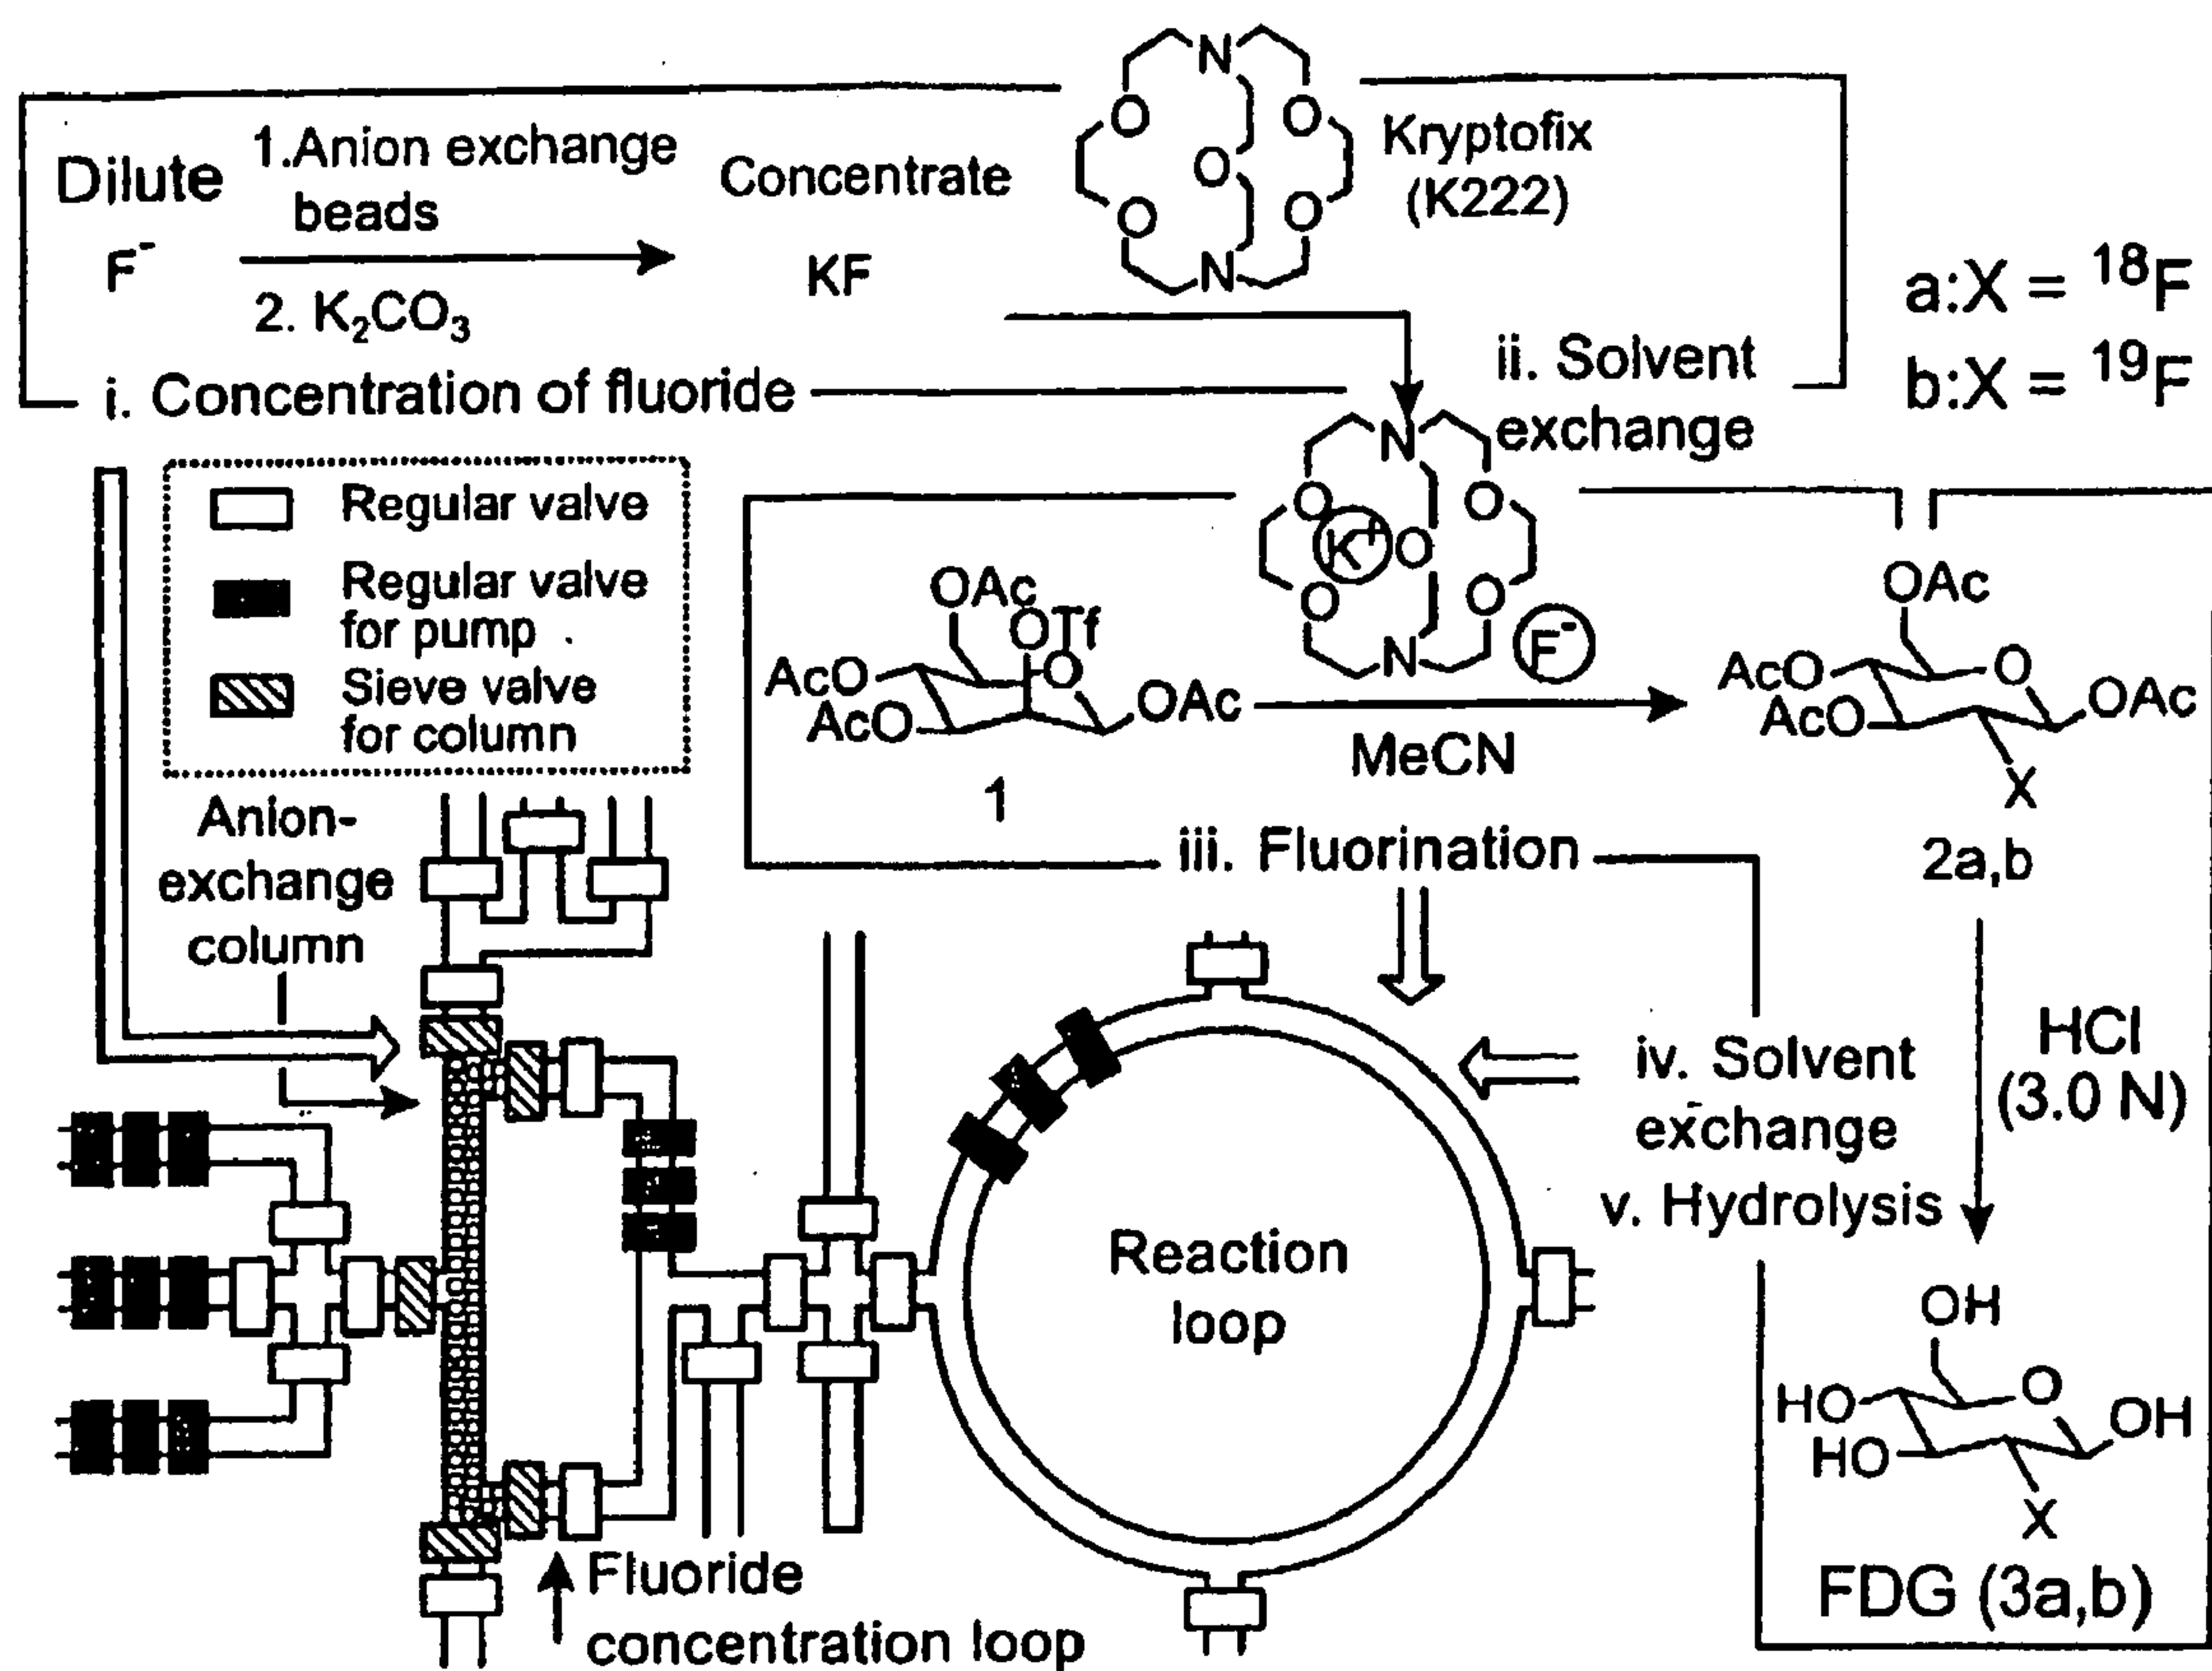 Dilute
F⁻
1.Anion exchange
beads
2. K₂CO₃
Concentrate
KF
N
O
O
O
O
O
N
Kryptofix
(K222)
a:X = ¹⁸F
b:X = ¹⁹F
i. Concentration of fluoride
ii. Solvent
exchange
Regular valve
Regular valve
for pump
Sieve valve
for column
N
O
O
K⁺
O
O
O
N
F⁻
OAc
OTf
O
AcO
AcO
OAc
1
MeCN
OAc
O
AcO
AcO
OAc
X
2a,b
iii. Fluorination
Anion-
exchange
column
iv. Solvent
exchange
v. Hydrolysis
HCl
(3.0 N)
Reaction
loop
OH
O
HO
HO
OH
X
FDG (3a,b)
Fluoride
concentration loop